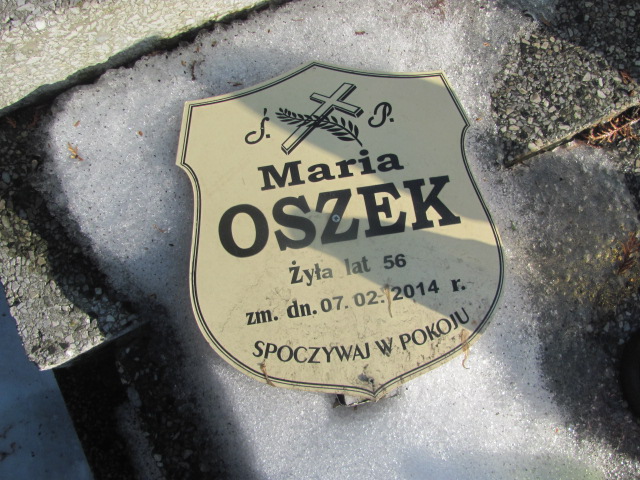 Ś. P.
Maria
OSZEK
Żyła lat 56
zm. dn. 07. 02. 2014 r.
SPOCZYWAJ W POKOJU